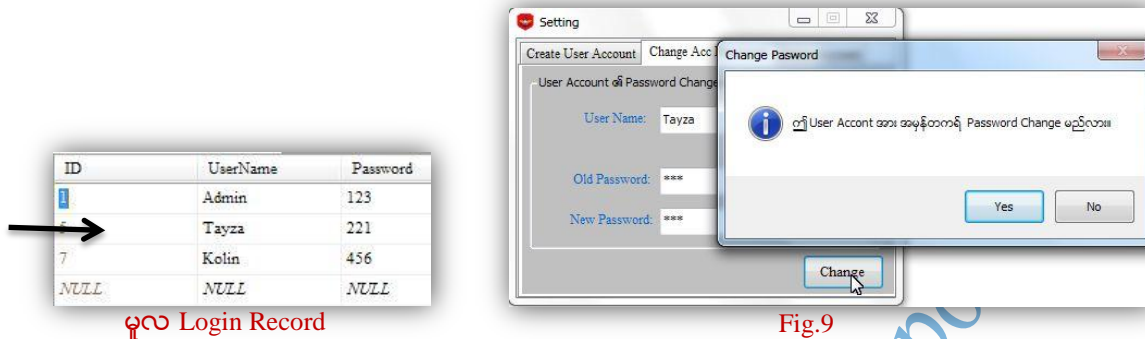 ID UserName Password
1 Admin 123
Tayza 221
7 Kolin 456
NULL NULL NULL
မူလ Login Record
Setting
Create User Account Change Acc
User Account ၏ Password Change
User Name: Tayza
Old Password: ***
New Password: ***
Change
Change Pasword
ဤ User Accont အား အမှန်တကယ် Password Change မည်လား။
Yes No
Fig.9